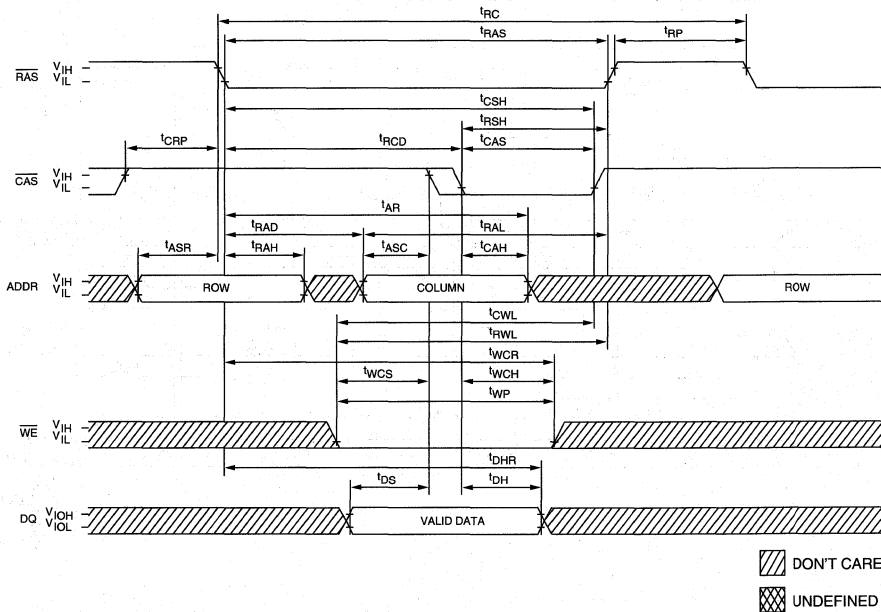 tRC
tRAS tRP
RAS VIH
VIL
tCSH
tRSH
tCRP tRCD tCAS
CAS VIH
VIL
tAR
tRAD tRAL
tASR tRAH tASC tCAH
ADDR VIH
VIL
ROW COLUMN ROW
tCWL
tRWL
tWCR
tWCS tWCH
tWP
WE VIH
VIL
tDHR
tDS tDH
DQ VIOH
VIOL
VALID DATA
DON'T CARE
UNDEFINED